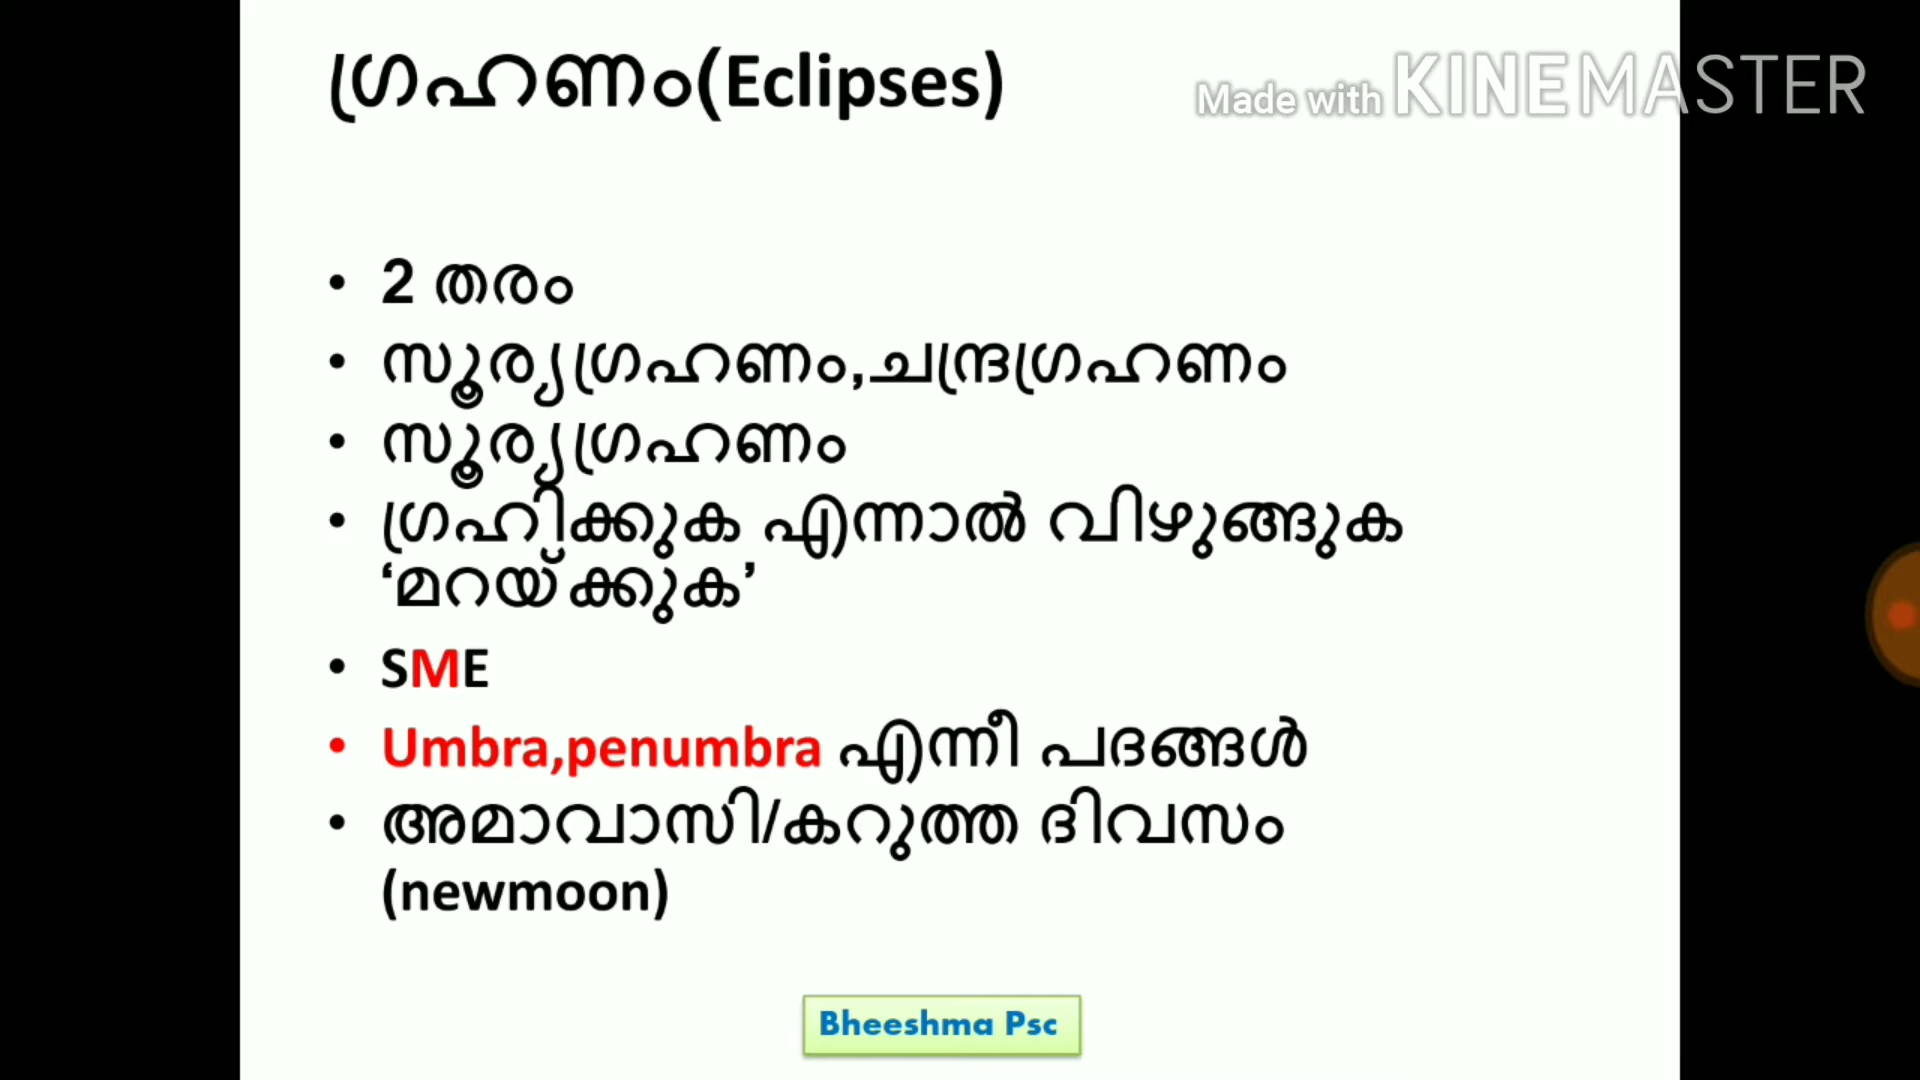 ഗ്രഹണം(Eclipses)
Made with KINEMASTER
• 2 തരം
• സൂര്യഗ്രഹണം,ചന്ദ്രഗ്രഹണം
• സൂര്യഗ്രഹണം
• ഗ്രഹിക്കുക എന്നാൽ വിഴുങ്ങുക
‘മറയ്ക്കുക’
• SME
• Umbra,penumbra എന്നീ പദങ്ങൾ
• അമാവാസി/കറുത്ത ദിവസം
(newmoon)
Bheeshma Psc